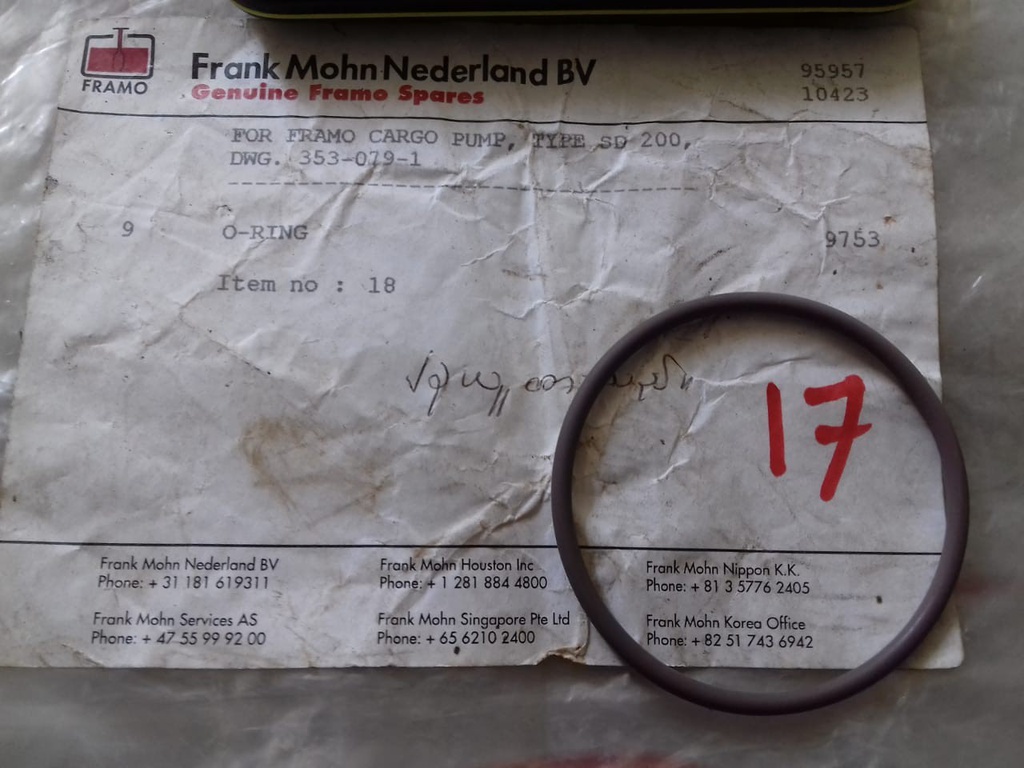 FRAMO
Frank Mohn Nederland BV
Genuine Framo Spares
95957
10423
FOR FRAMO CARGO PUMP, TYPE SD 200,
DWG. 353-079-1
9 O-RING 9753
Item no : 18
17
Frank Mohn Nederland BV
Phone: + 31 181 619311
Frank Mohn Houston Inc
Phone: + 1 281 884 4800
Frank Mohn Nippon K.K.
Phone: + 81 3 5776 2405
Frank Mohn Services AS
Phone: + 47 55 99 92 00
Frank Mohn Singapore Pte Ltd
Phone: + 65 6210 2400
Frank Mohn Korea Office
Phone: + 82 51 743 6942